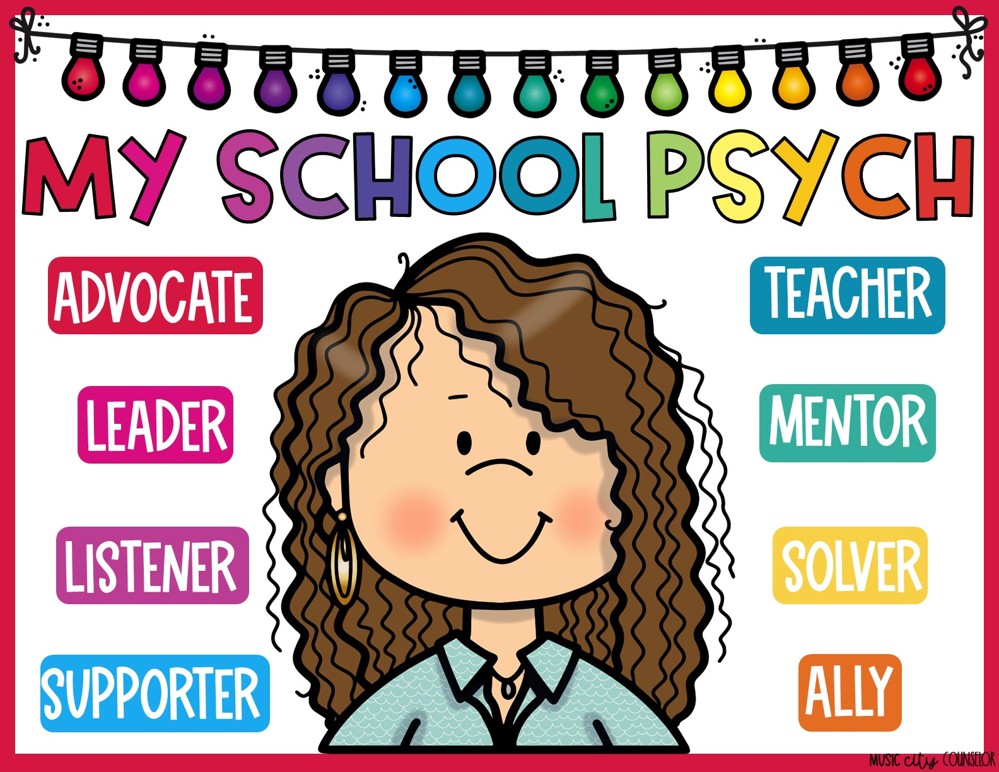 MY SCHOOL PSYCH
ADVOCATE
LEADER
LISTENER
SUPPORTER
TEACHER
MENTOR
SOLVER
ALLY
MUSIC city COUNSELOR